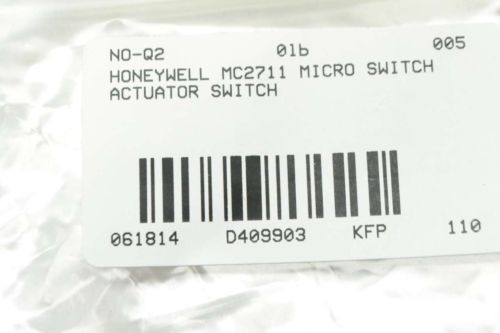 NO-Q2 01b 005
HONEYWELL MC2711 MICRO SWITCH
ACTUATOR SWITCH
061814 D409903 KFP 110